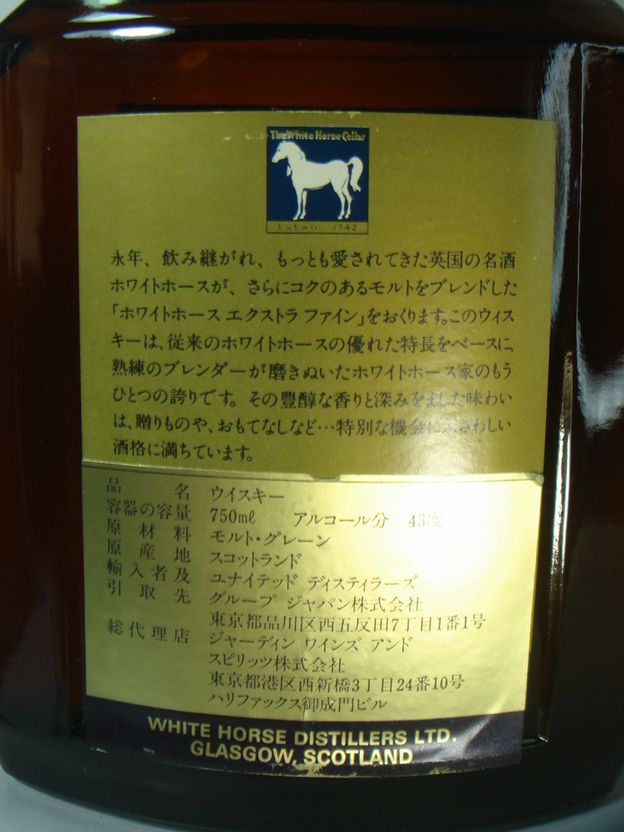 The White Horse Cellar
Estab. 1742
永年、飲み継がれ、もっとも愛されてきた英国の名酒
ホワイトホースが、さらにコクのあるモルトをブレンドした
「ホワイトホース エクストラ ファイン」をおくります。このウィス
キーは、従来のホワイトホースの優れた特長をベースに、
熟練のブレンダーが磨きぬいたホワイトホース家のもう
ひとつの誇りです。その豊醇な香りと深みをました味わい
は、贈りものや、おもてなしなど…特別な機会にふさわしい
酒格に満ちています。
品名 ウイスキー
容器の容量 750mℓ アルコール分 43度
原材料 モルト・グレーン
原産地 スコットランド
輸入者及 ユナイテッド ディスティラーズ
引取先 グループ ジャパン株式会社
東京都品川区西五反田7丁目1番1号
総代理店 ジャーディン ワインズ アンド
スピリッツ株式会社
東京都港区西新橋3丁目24番10号
ハリファックス御成門ビル
WHITE HORSE DISTILLERS LTD.
GLASGOW, SCOTLAND